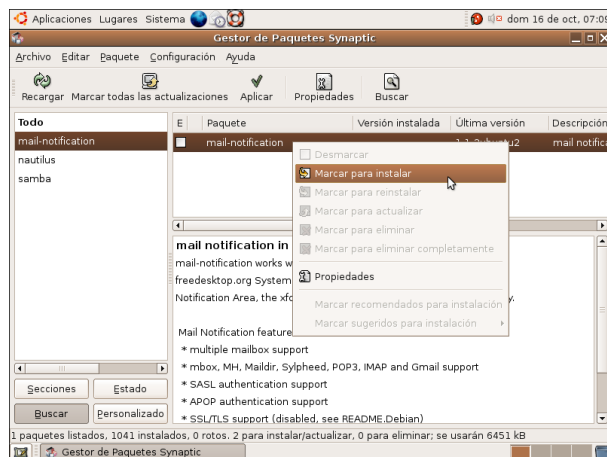 Aplicaciones Lugares Sistema dom 16 de oct, 07:09
Gestor de Paquetes Synaptic
Archivo Editar Paquete Configuración Ayuda
Recargar Marcar todas las actualizaciones Aplicar Propiedades Buscar
Todo
mail-notification
nautilus
samba
E Paquete Versión instalada Última versión Descripción
mail-notification mail notifica
Desmarcar
Marcar para instalar
Marcar para reinstalar
Marcar para actualizar
Marcar para eliminar
Marcar para eliminar completamente
Propiedades
Marcar recomendados para instalación
Marcar sugeridos para instalación
mail notification in
mail-notification works w
freedesktop.org System
Notification Area, the xfc y.
Mail Notification feature
* multiple mailbox support
* mbox, MH, Maildir, Sylpheed, POP3, IMAP and Gmail support
* SASL authentication support
* APOP authentication support
* SSL/TLS support (disabled, see README.Debian)
Secciones Estado
Buscar Personalizado
1 paquetes listados, 1041 instalados, 0 rotos. 2 para instalar/actualizar, 0 para eliminar; se usarán 6451 kB
Gestor de Paquetes Synaptic